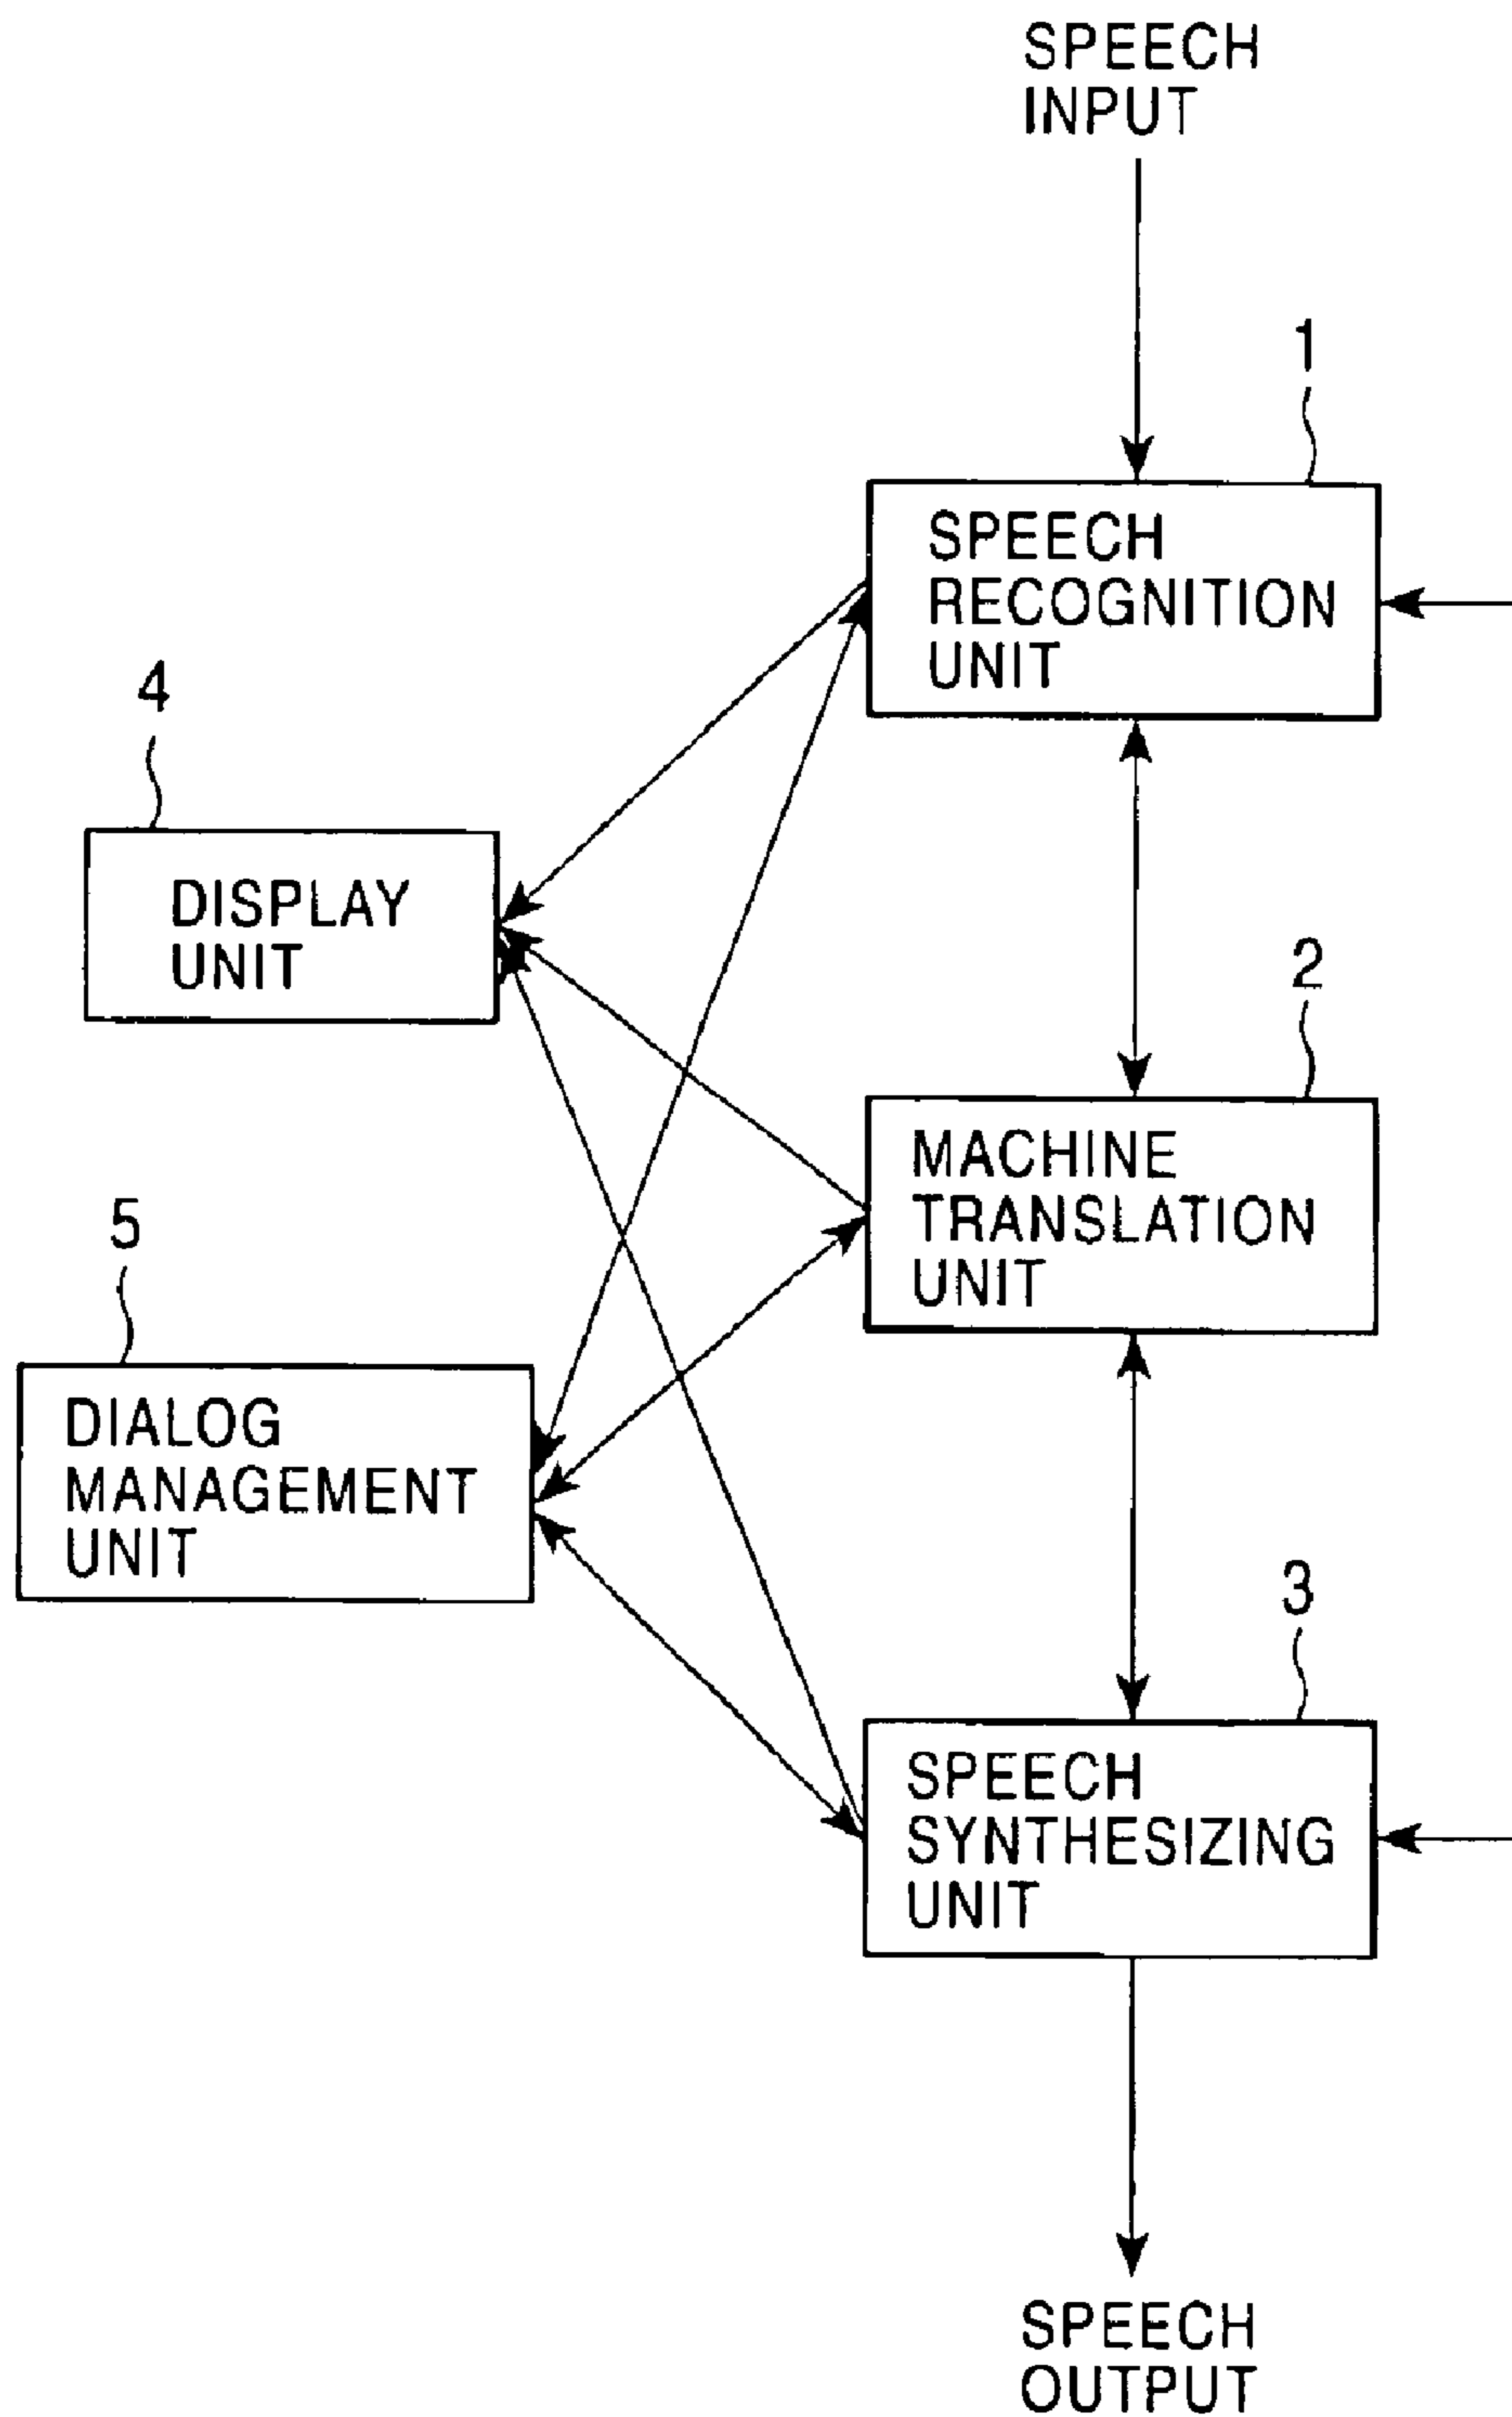 SPEECH
INPUT
1
SPEECH
RECOGNITION
UNIT
4
DISPLAY
UNIT
2
MACHINE
TRANSLATION
UNIT
5
DIALOG
MANAGEMENT
UNIT
3
SPEECH
SYNTHESIZING
UNIT
SPEECH
OUTPUT